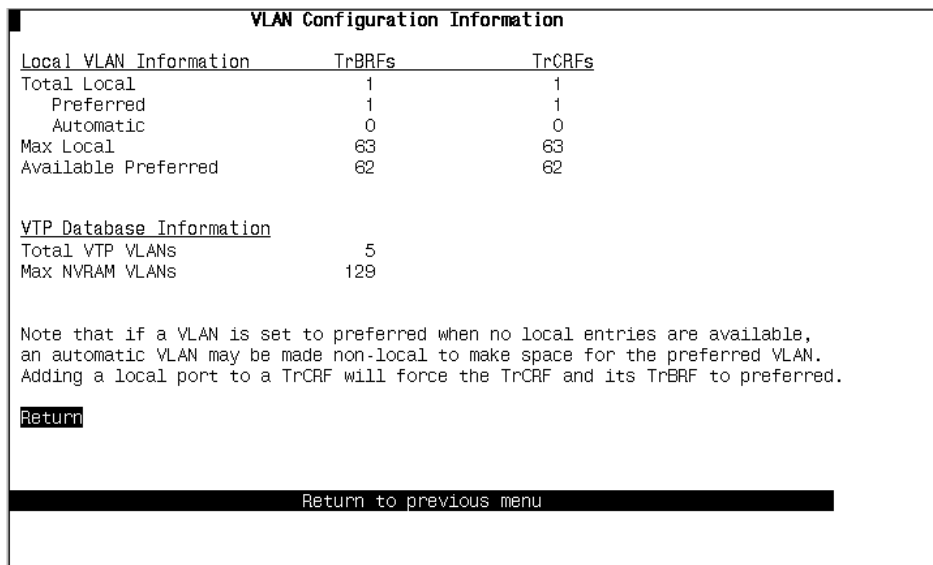 VLAN Configuration Information
Local VLAN Information TrBRFs TrCRFs
Total Local 1 1
Preferred 1 1
Automatic 0 0
Max Local 63 63
Available Preferred 62 62
VTP Database Information
Total VTP VLANs 5
Max NVRAM VLANs 129
Note that if a VLAN is set to preferred when no local entries are available,
an automatic VLAN may be made non-local to make space for the preferred VLAN.
Adding a local port to a TrCRF will force the TrCRF and its TrBRF to preferred.
Return
Return to previous menu